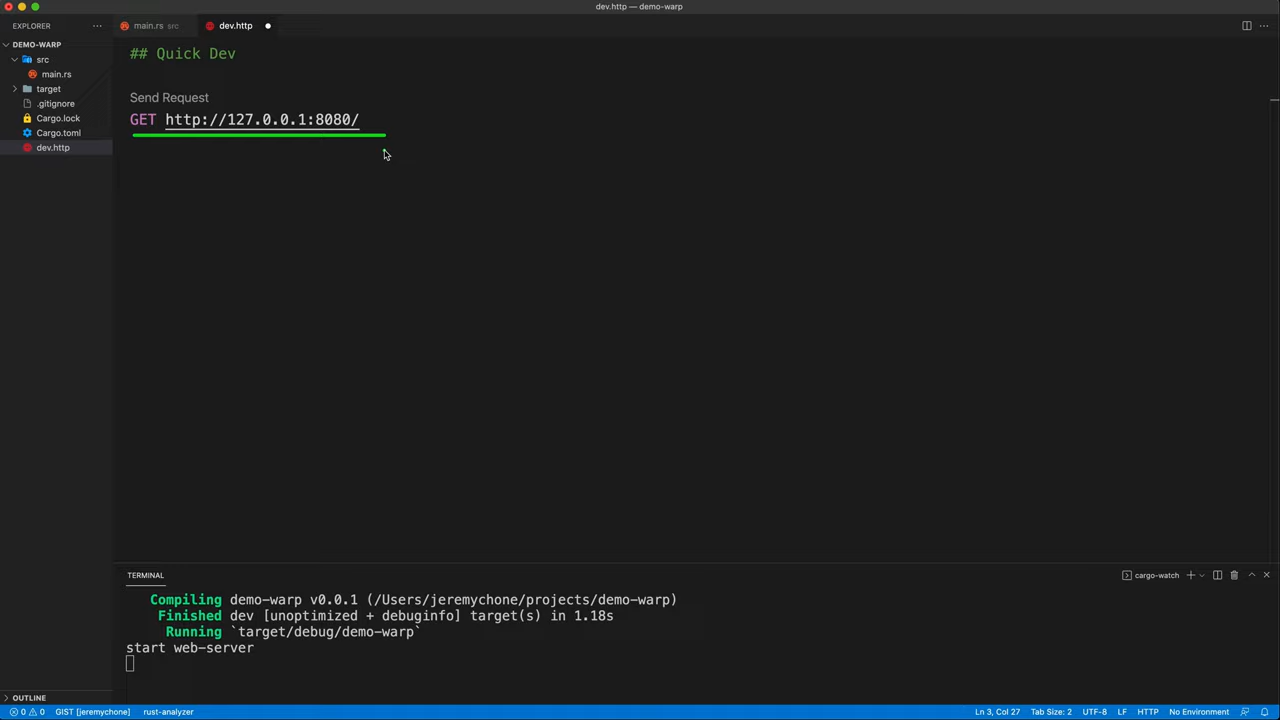 dev.http — demo-warp
EXPLORER
main.rs src
dev.http
DEMO-WARP
src
main.rs
target
.gitignore
Cargo.lock
Cargo.toml
dev.http
## Quick Dev
Send Request
GET http://127.0.0.1:8080/
TERMINAL
cargo-watch
Compiling demo-warp v0.0.1 (/Users/jeremychone/projects/demo-warp)
Finished dev [unoptimized + debuginfo] target(s) in 1.18s
Running `target/debug/demo-warp`
start web-server
OUTLINE
0 0 GIST [jeremychone] rust-analyzer
Ln 3, Col 27 Tab Size: 2 UTF-8 LF HTTP No Environment